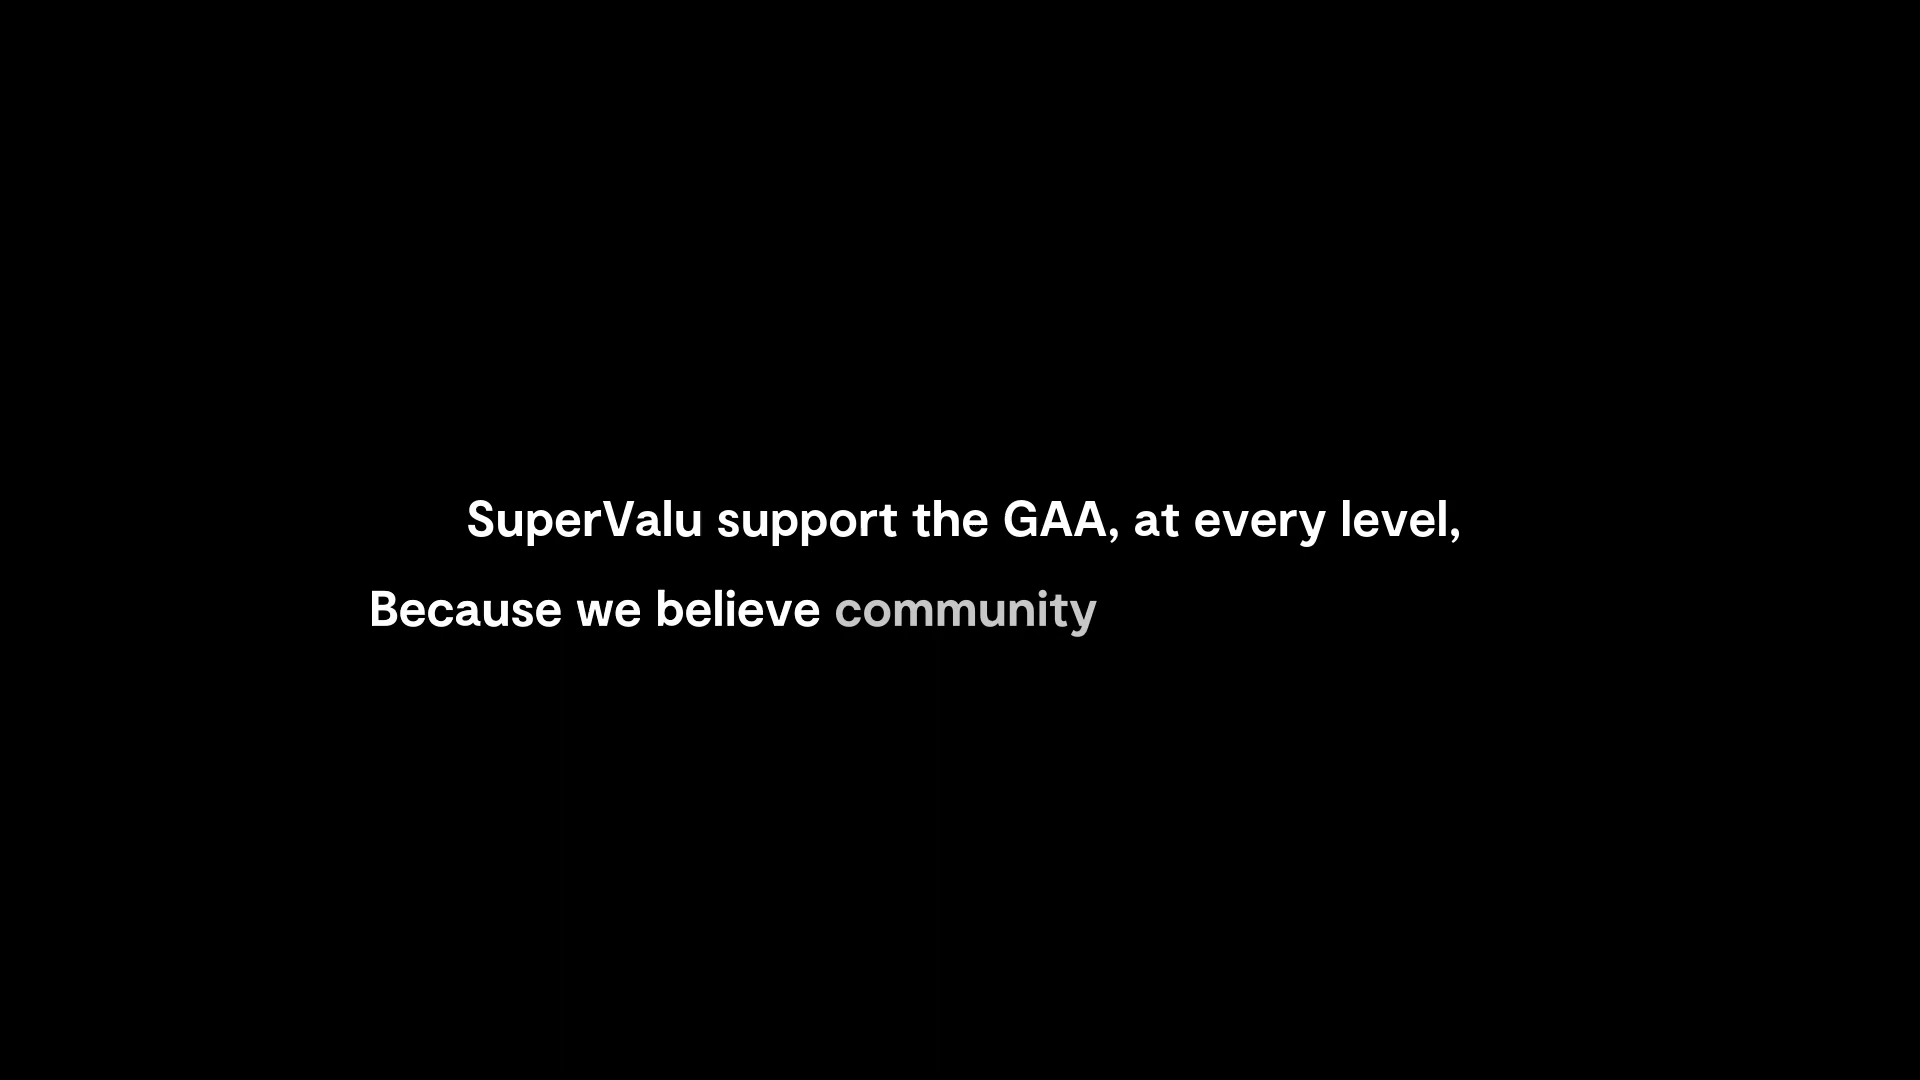 SuperValu support the GAA, at every level,
Because we believe community